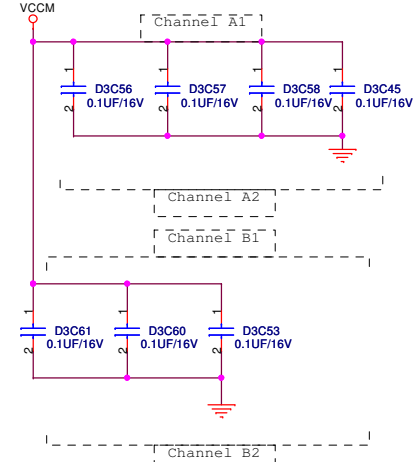 VCCM
Channel A1
1 1 1 1
D3C56 D3C57 D3C58 D3C45
0.1UF/16V 0.1UF/16V 0.1UF/16V 0.1UF/16V
2 2 2 2
Channel A2
Channel B1
1 1 1
D3C61 D3C60 D3C53
0.1UF/16V 0.1UF/16V 0.1UF/16V
2 2 2
Channel B2